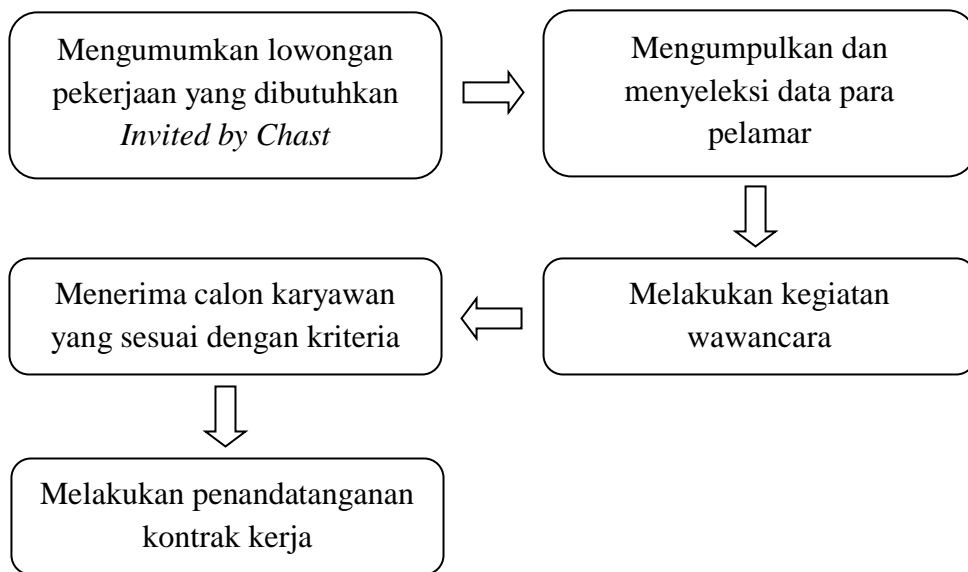 Mengumumkan lowongan
pekerjaan yang dibutuhkan
Invited by Chast
Mengumpulkan dan
menyeleksi data para
pelamar
Melakukan kegiatan
wawancara
Menerima calon karyawan
yang sesuai dengan kriteria
Melakukan penandatanganan
kontrak kerja